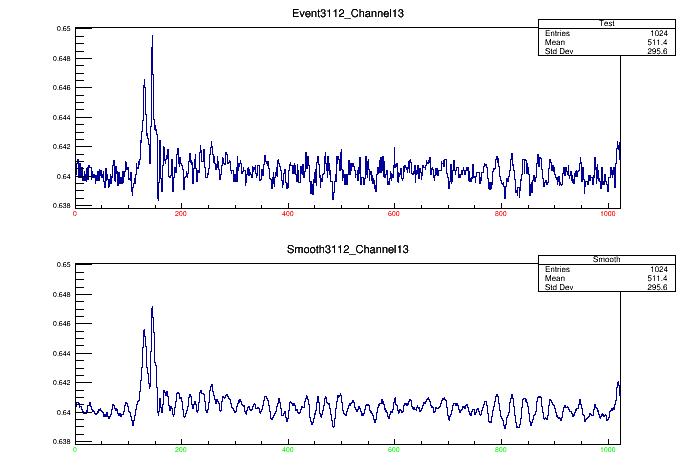 Event3112_Channel13
Test
Entries 1024
Mean 511.4
Std Dev 295.6
0.65
0.648
0.646
0.644
0.642
0.64
0.638
0 200 400 600 800 1000
Smooth3112_Channel13
Smooth
Entries 1024
Mean 511.4
Std Dev 295.6
0.65
0.648
0.646
0.644
0.642
0.64
0.638
0 200 400 600 800 1000